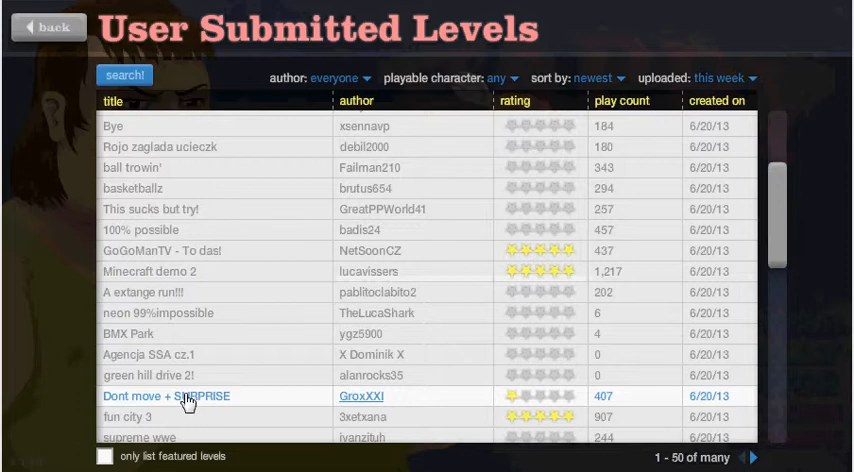 back User Submitted Levels
search! author: everyone playable character: any sort by: newest uploaded: this week
title author rating play count created on
Bye xsennavp 184 6/20/13
Rojo zaglada ucieczk debil2000 180 6/20/13
ball trowin' Failman210 343 6/20/13
basketballz brutus654 294 6/20/13
This sucks but try! GreatPPWorld41 257 6/20/13
100% possible badis24 457 6/20/13
GoGoManTV - To das! NetSoonCZ 437 6/20/13
Minecraft demo 2 lucavissers 1,217 6/20/13
A extange run!!! pablitoclabito2 202 6/20/13
neon 99%impossible TheLucaShark 6 6/20/13
BMX Park ygz5900 4 6/20/13
Agencja SSA cz.1 X Dominik X 0 6/20/13
green hill drive 2! alanrocks35 0 6/20/13
Dont move + SURPRISE GroxXXI 407 6/20/13
fun city 3 3xetxana 907 6/20/13
supreme wwe ivanzituh 244 6/20/13
only list featured levels 1 - 50 of many